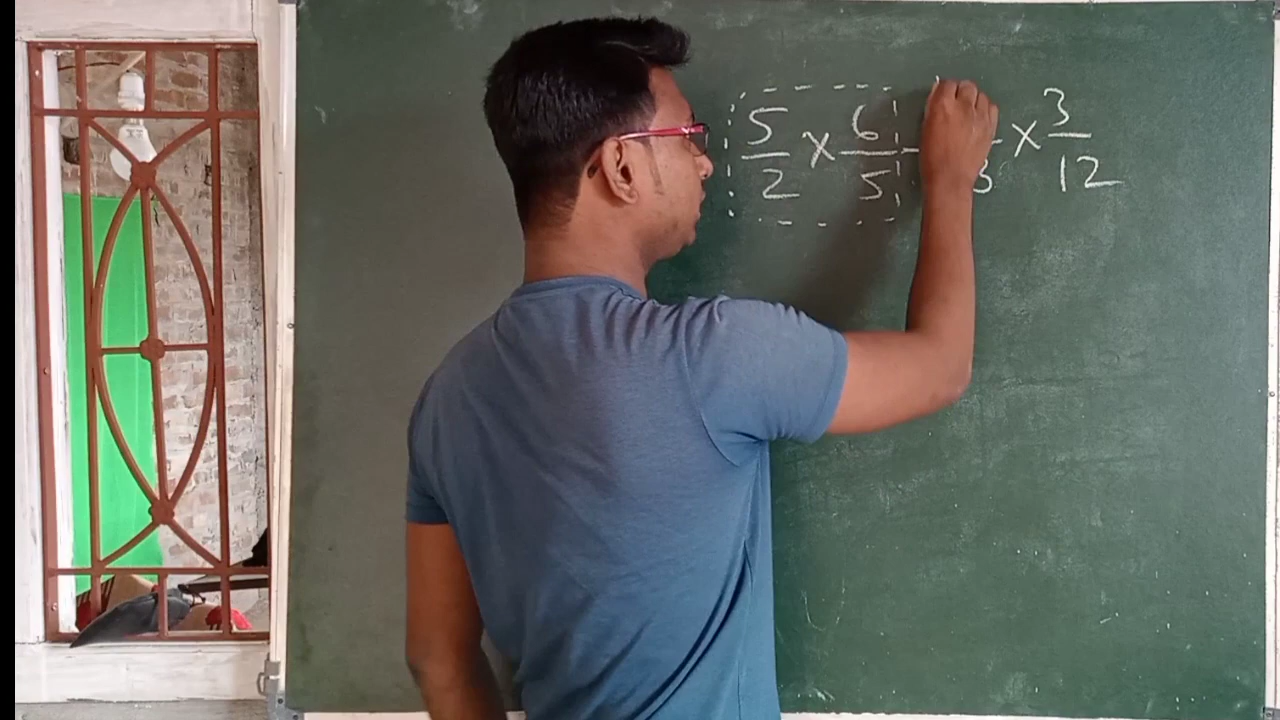 5/2 × 6/5 - /3 × 3/12